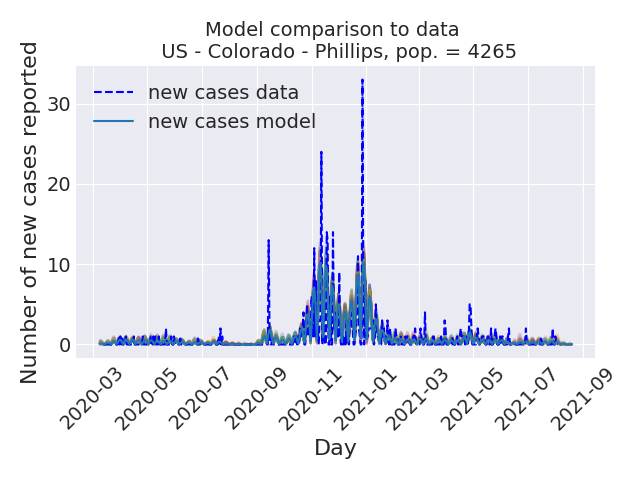 Model comparison to data
US - Colorado - Phillips, pop. = 4265
Number of new cases reported
30
20
10
0
new cases data
new cases model
2020-03
2020-05
2020-07
2020-09
2020-11
2021-01
2021-03
2021-05
2021-07
2021-09
Day